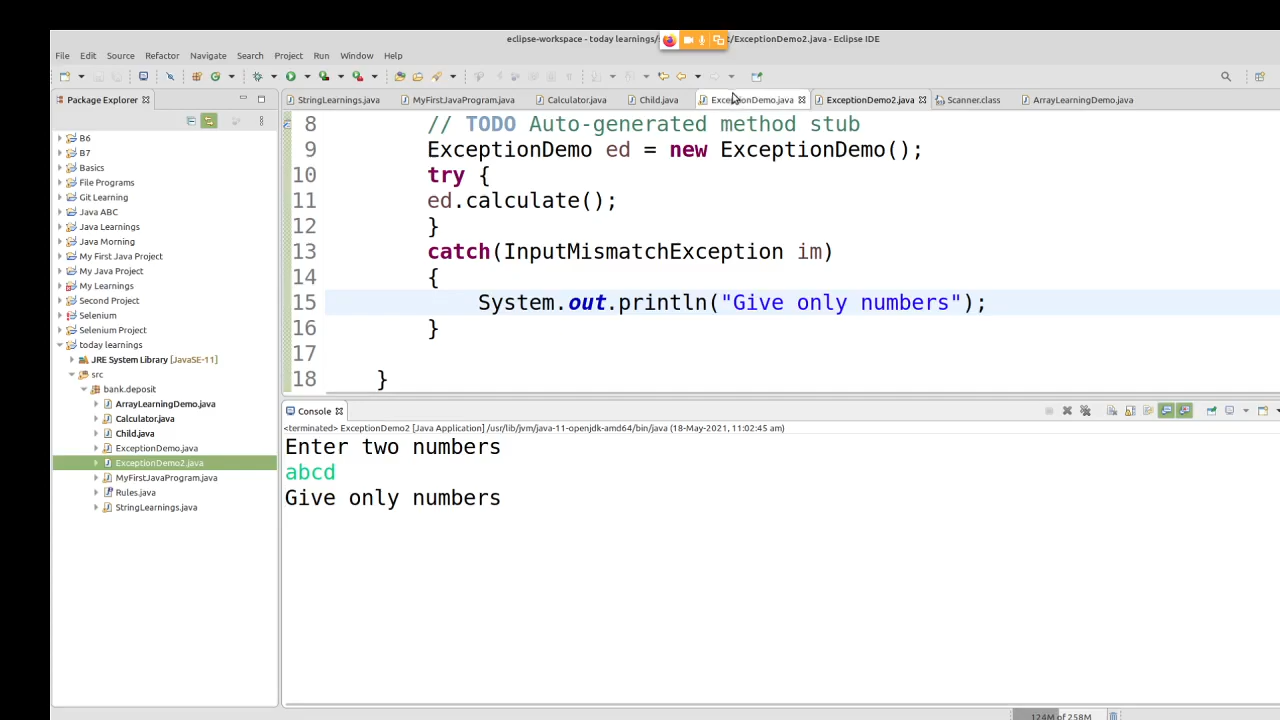 eclipse-workspace - today learnings/ t/ExceptionDemo2.java - Eclipse IDE
File Edit Source Refactor Navigate Search Project Run Window Help
Package Explorer
StringLearnings.java MyFirstJavaProgram.java Calculator.java Child.java ExceptionDemo.java ExceptionDemo2.java Scanner.class ArrayLearningDemo.java
B6
B7
Basics
File Programs
Git Learning
Java ABC
Java Learnings
Java Morning
My First Java Project
My Java Project
My Learnings
Second Project
Selenium
Selenium Project
today learnings
JRE System Library [JavaSE-11]
src
bank.deposit
ArrayLearningDemo.java
Calculator.java
Child.java
ExceptionDemo.java
ExceptionDemo2.java
MyFirstJavaProgram.java
Rules.java
StringLearnings.java
8 // TODO Auto-generated method stub
9 ExceptionDemo ed = new ExceptionDemo();
10 try {
11 ed.calculate();
12 }
13 catch(InputMismatchException im)
14 {
15 System.out.println("Give only numbers");
16 }
17
18 }
Console
<terminated> ExceptionDemo2 [Java Application] /usr/lib/jvm/java-11-openjdk-amd64/bin/java (18-May-2021, 11:02:45 am)
Enter two numbers
abcd
Give only numbers
124M of 258M